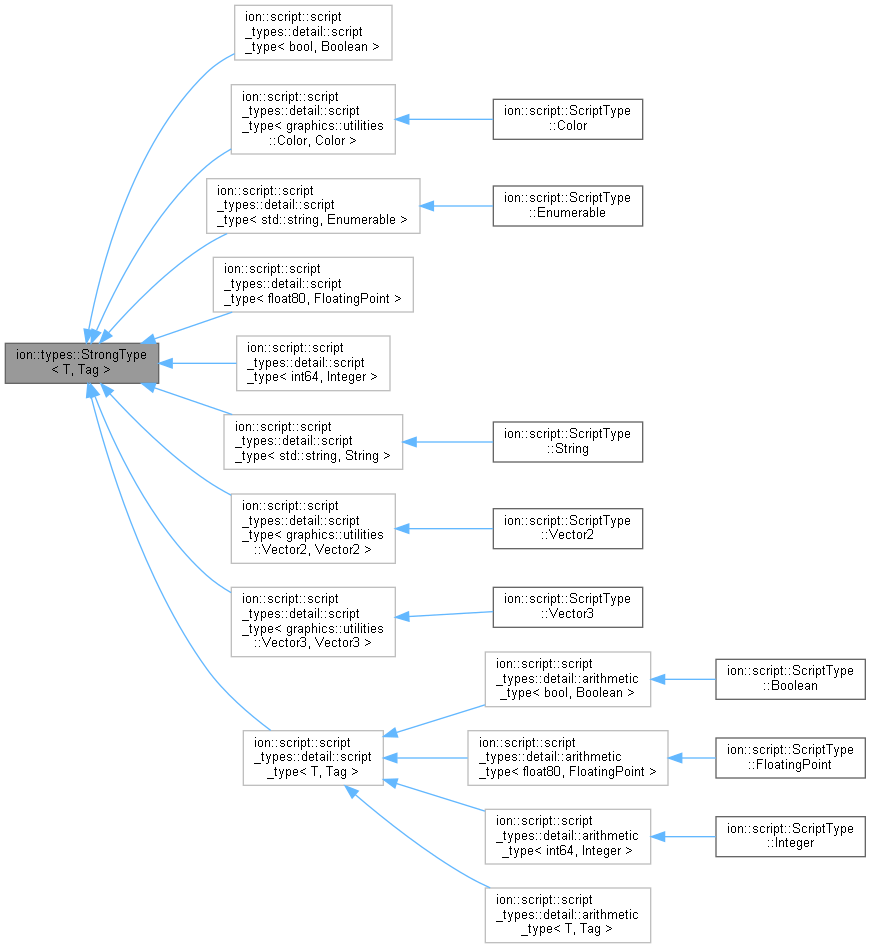 ion::script::script
_types::detail::script
_type< bool, Boolean >
ion::script::script
_types::detail::script
_type< graphics::utilities
::Color, Color >
ion::script::ScriptType
::Color
ion::script::script
_types::detail::script
_type< std::string, Enumerable >
ion::script::ScriptType
::Enumerable
ion::script::script
_types::detail::script
_type< float80, FloatingPoint >
ion::types::StrongType
< T, Tag >
ion::script::script
_types::detail::script
_type< int64, Integer >
ion::script::script
_types::detail::script
_type< std::string, String >
ion::script::ScriptType
::String
ion::script::script
_types::detail::script
_type< graphics::utilities
::Vector2, Vector2 >
ion::script::ScriptType
::Vector2
ion::script::script
_types::detail::script
_type< graphics::utilities
::Vector3, Vector3 >
ion::script::ScriptType
::Vector3
ion::script::script
_types::detail::script
_type< T, Tag >
ion::script::script
_types::detail::arithmetic
_type< bool, Boolean >
ion::script::ScriptType
::Boolean
ion::script::script
_types::detail::arithmetic
_type< float80, FloatingPoint >
ion::script::ScriptType
::FloatingPoint
ion::script::script
_types::detail::arithmetic
_type< int64, Integer >
ion::script::ScriptType
::Integer
ion::script::script
_types::detail::arithmetic
_type< T, Tag >